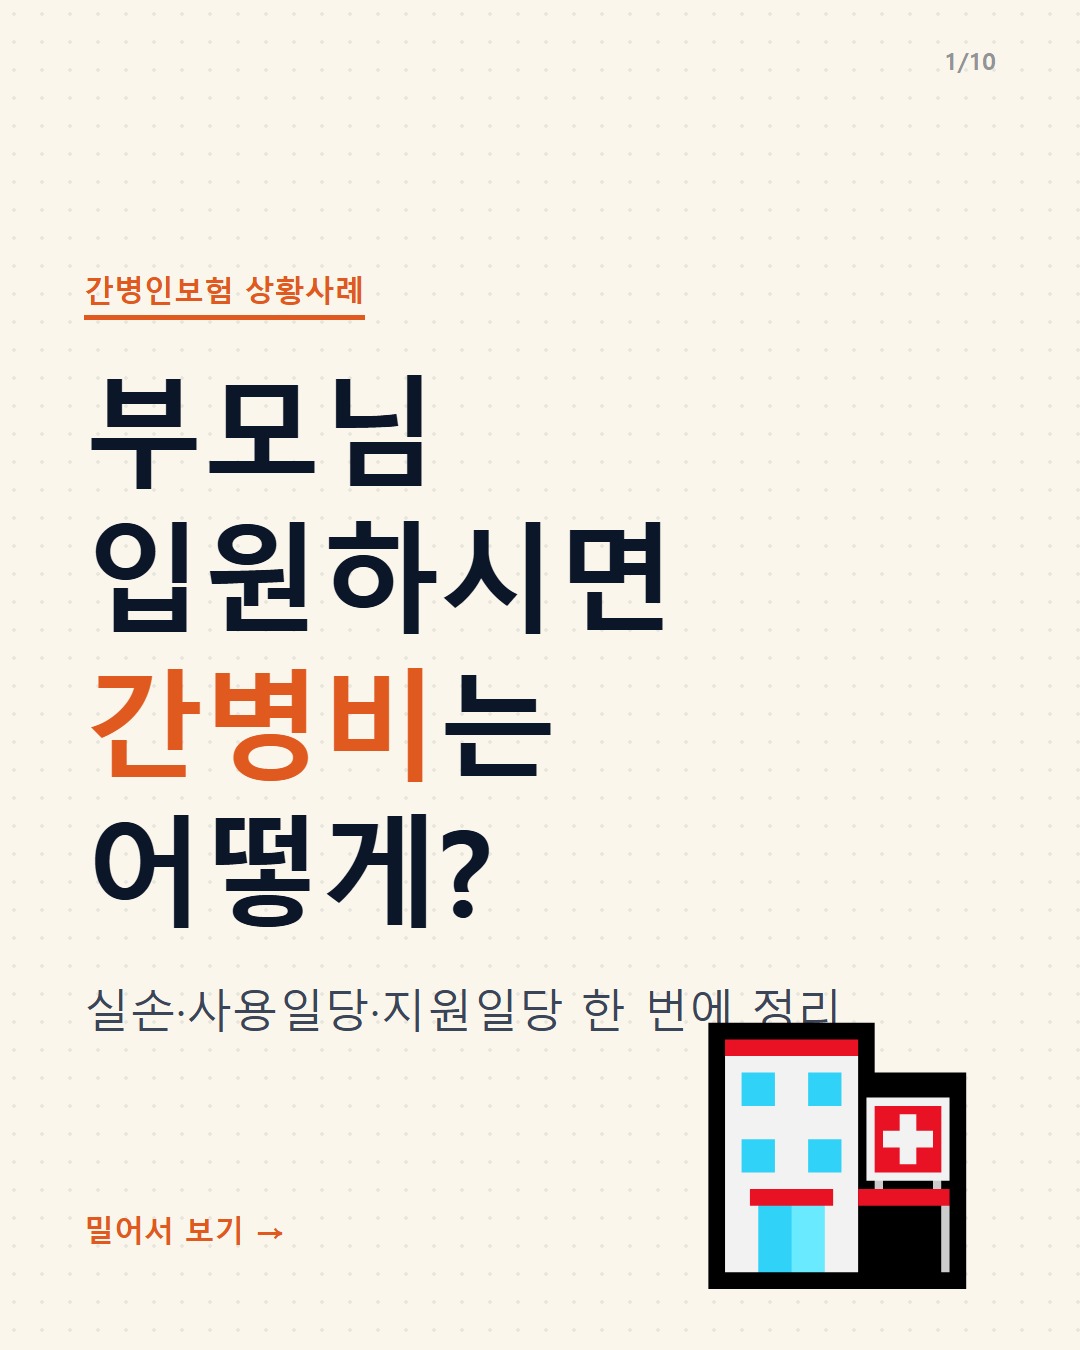 1/10
간병인보험 상황사례
부모님
입원하시면
간병비는
어떻게?
실손·사용일당·지원일당 한 번에 정리
밀어서 보기 →